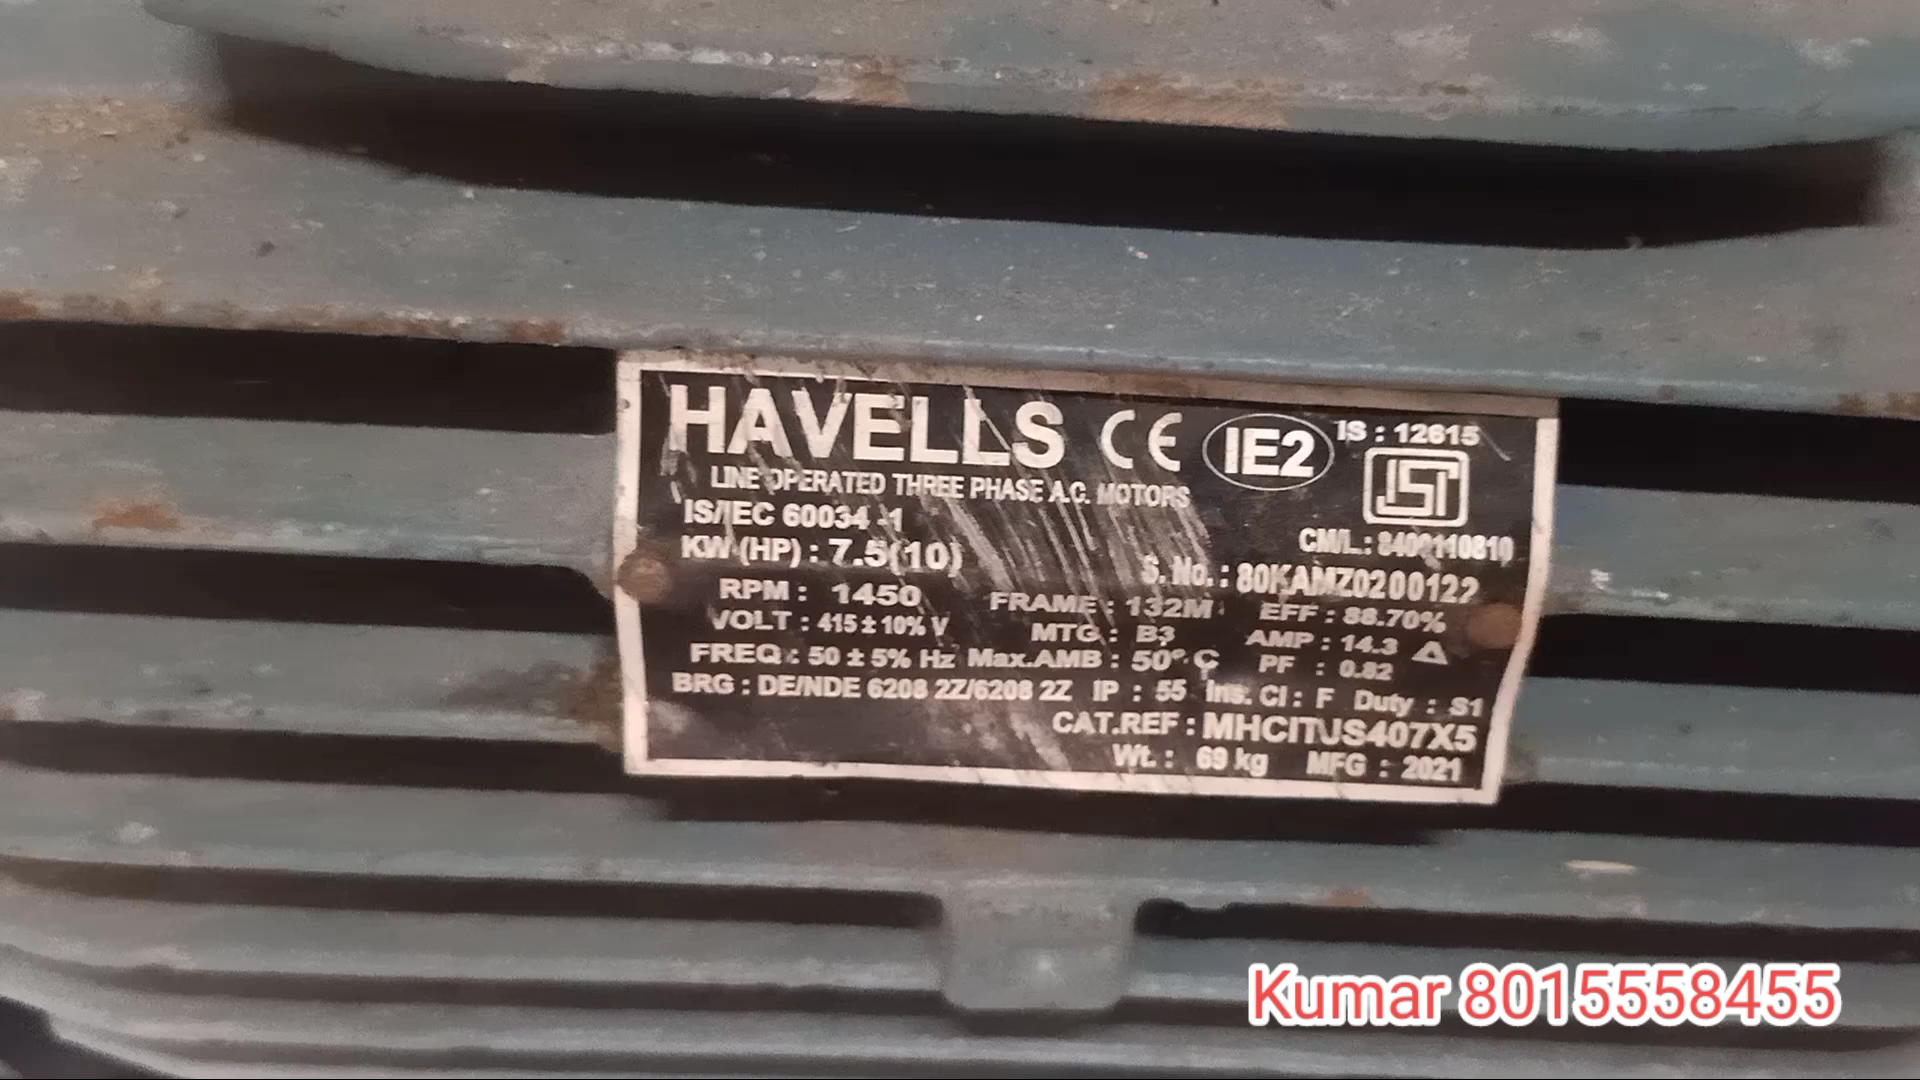 HAVELLS CE IE2 IS : 12615
LINE OPERATED THREE PHASE A.C. MOTORS ISI
IS/IEC 60034 -1
CM/L.: 8400110810
KW (HP) : 7.5(10) S. No. : 80KAMZ0200122
RPM : 1450 FRAME : 132M EFF : 88.70%
VOLT : 415 ± 10% V MTG : B3 AMP : 14.3 Δ
FREQ : 50 ± 5% Hz Max.AMB : 50° C PF : 0.82
BRG : DE/NDE 6208 2Z/6208 2Z IP : 55 Ins. Cl : F Duty : S1
CAT.REF : MHCITUS407X5
Wt. : 69 kg MFG : 2021
Kumar 8015558455